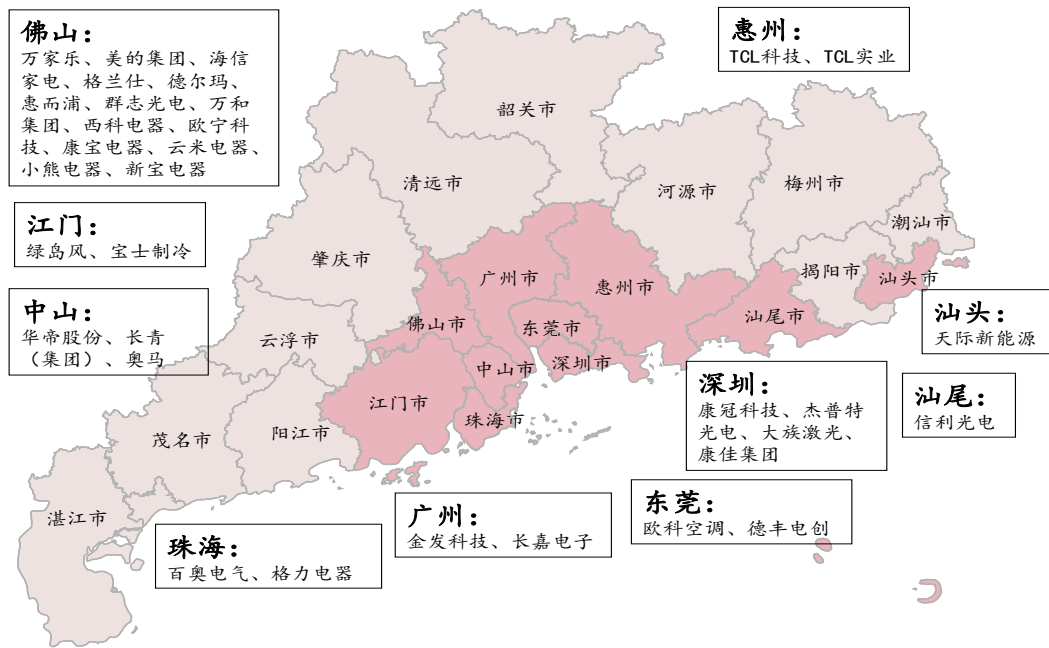 佛山：
万家乐、美的集团、海信
家电、格兰仕、德尔玛、
惠而浦、群志光电、万和
集团、西科电器、欧宁科
技、康宝电器、云米电器、
小熊电器、新宝电器
惠州：
TCL科技、TCL实业
韶关市
清远市
河源市
梅州市
潮汕市
江门：
绿岛风、宝士制冷
肇庆市
广州市
惠州市
揭阳市
汕头市
中山：
华帝股份、长青
（集团）、奥马
云浮市
佛山市
东莞市
汕尾市
汕头：
天际新能源
中山市
深圳市
江门市
珠海市
茂名市
阳江市
深圳：
康冠科技、杰普特
光电、大族激光、
康佳集团
汕尾：
信利光电
湛江市
珠海：
百奥电气、格力电器
广州：
金发科技、长嘉电子
东莞：
欧科空调、德丰电创